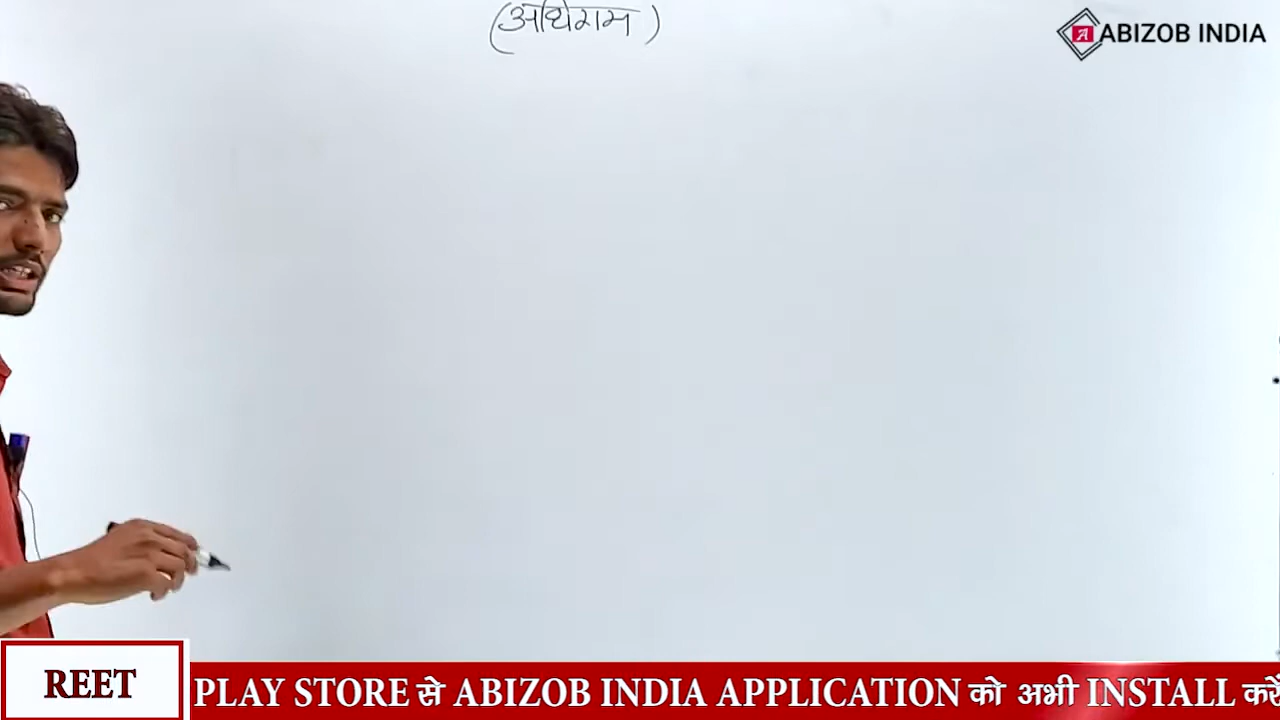 (अधिगम)
ABIZOB INDIA
REET
PLAY STORE से ABIZOB INDIA APPLICATION को अभी INSTALL करें